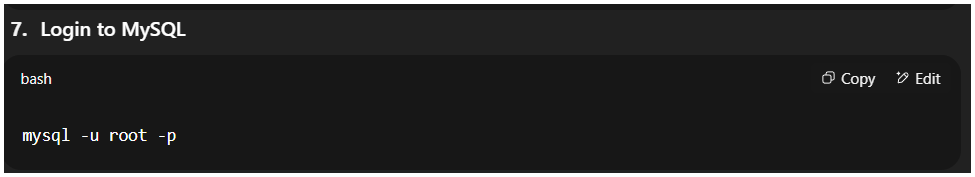 7. Login to MySQL
bash
Copy Edit
mysql -u root -p